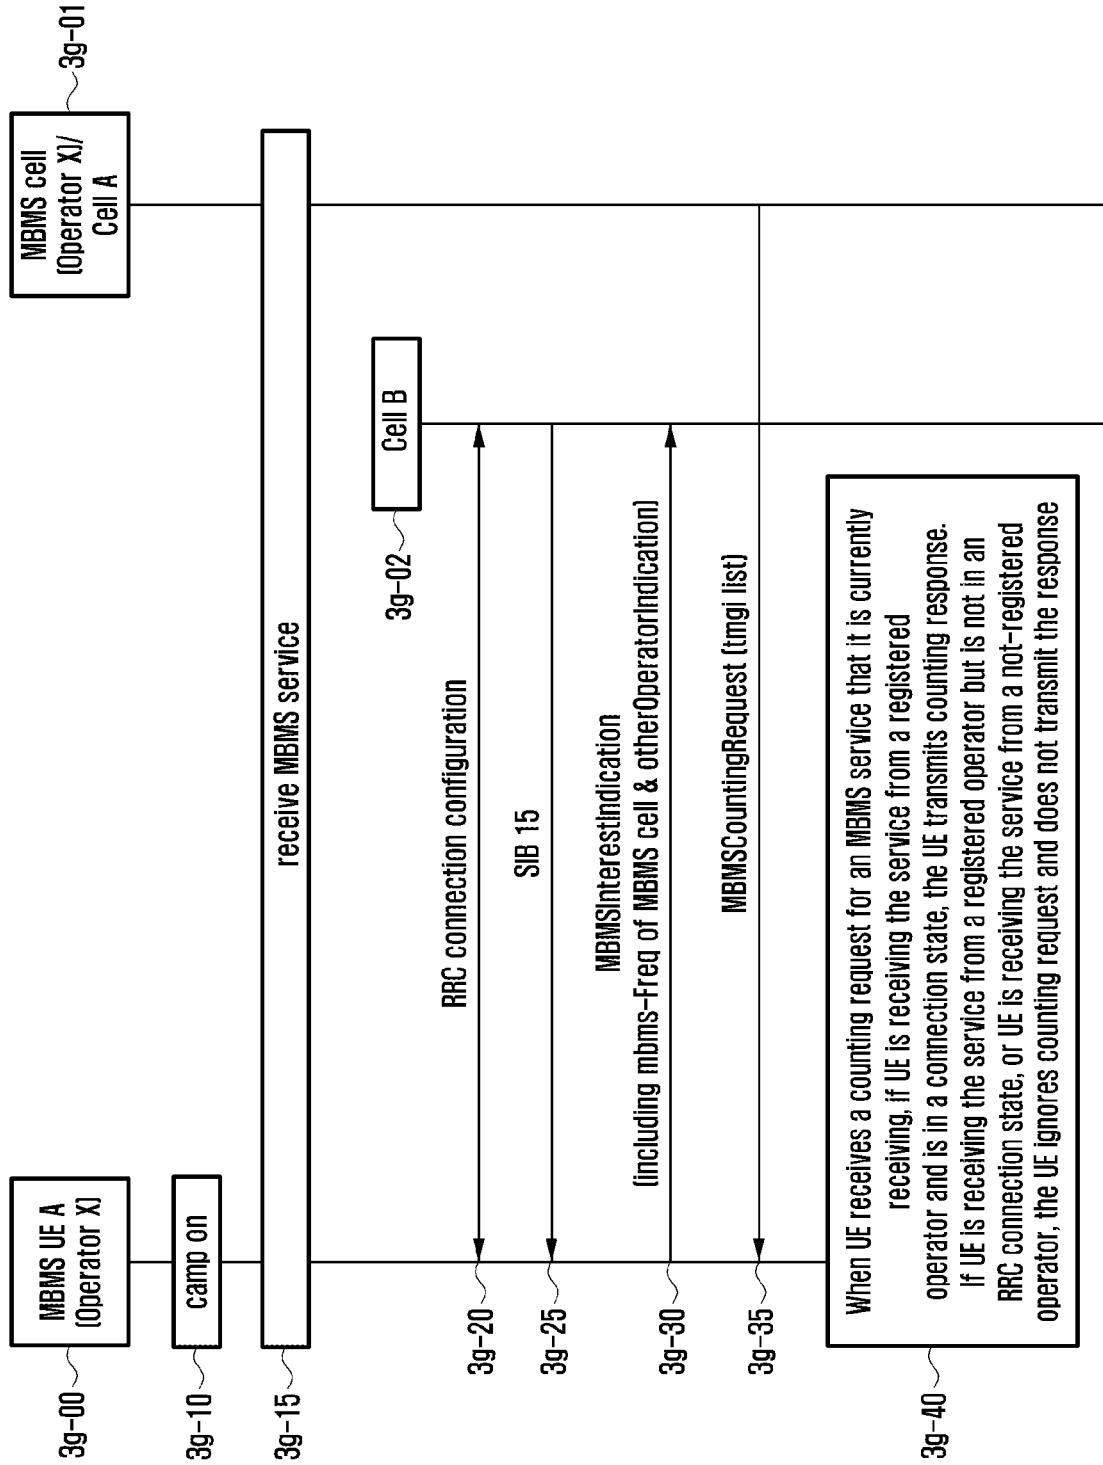 3g-00
MBMS UE A
(Operator X)
MBMS cell
(Operator X)/
Cell A
3g-01
3g-10
camp on
3g-15
receive MBMS service
3g-02
Cell B
3g-20
RRC connection configuration
3g-25
SIB 15
3g-30
MBMSInterestIndication
(including mbms-Freq of MBMS cell & otherOperatorIndication)
3g-35
MBMSCountingRequest (tmgi list)
3g-40
When UE receives a counting request for an MBMS service that it is currently
receiving, if UE is receiving the service from a registered
operator and is in a connection state, the UE transmits counting response.
If UE is receiving the service from a registered operator but is not in an
RRC connection state, or UE is receiving the service from a not-registered
operator, the UE ignores counting request and does not transmit the response